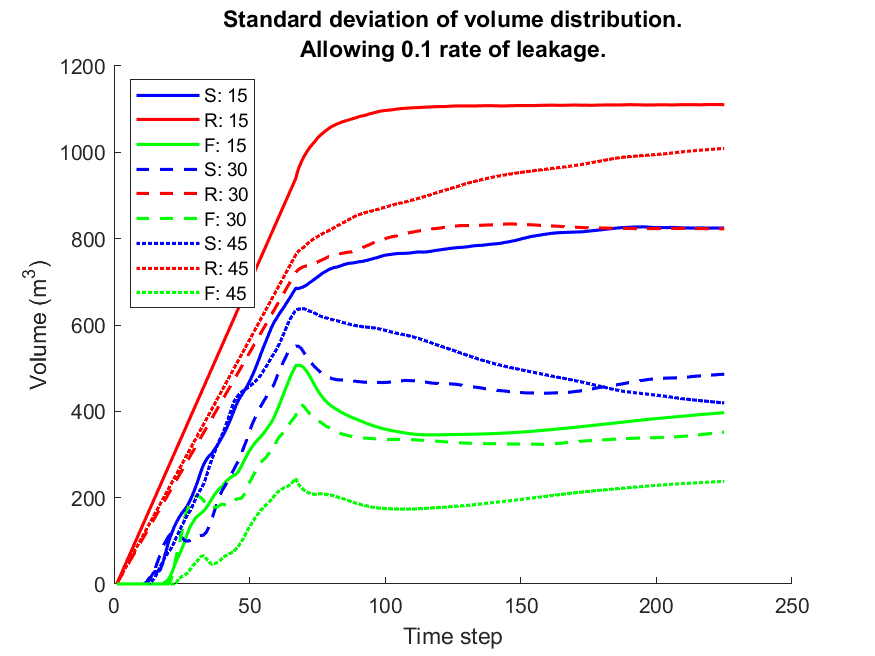 Standard deviation of volume distribution.
Allowing 0.1 rate of leakage.
1200
1000
800
600
400
200
0
Volume (m³)
S: 15
R: 15
F: 15
S: 30
R: 30
F: 30
S: 45
R: 45
F: 45
0 50 100 150 200 250
Time step